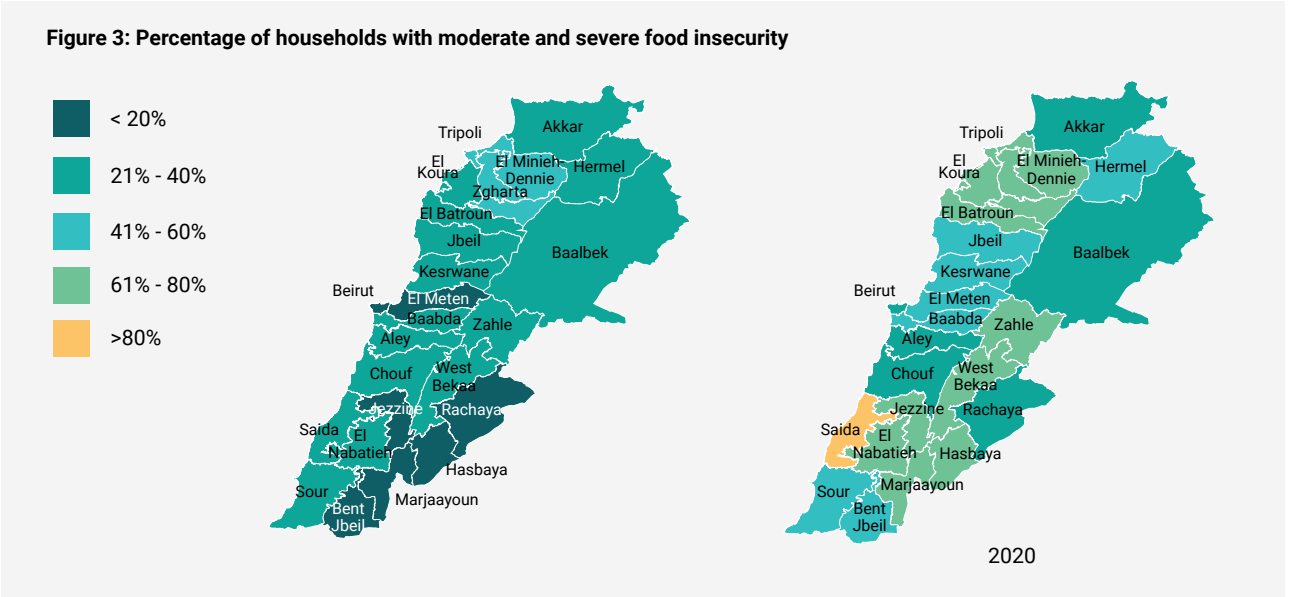 Figure 3: Percentage of households with moderate and severe food insecurity
< 20%
21% - 40%
41% - 60%
61% - 80%
>80%
Akkar
Tripoli
El
Koura
El Minieh-
Dennie
Hermel
Zgharta
El Batroun
Jbeil
Baalbek
Kesrwane
Beirut
El Meten
Baabda
Zahle
Aley
Chouf
West
Bekaa
Jezzine
Rachaya
Saida
El
Nabatieh
Hasbaya
Sour
Marjaayoun
Bent
Jbeil
Akkar
Tripoli
El
Koura
El Minieh-
Dennie
Hermel
El Batroun
Jbeil
Baalbek
Kesrwane
Beirut
El Meten
Baabda
Zahle
Aley
Chouf
West
Bekaa
Jezzine
Rachaya
Saida
El
Nabatieh
Hasbaya
Marjaayoun
Sour
Bent
Jbeil
2020